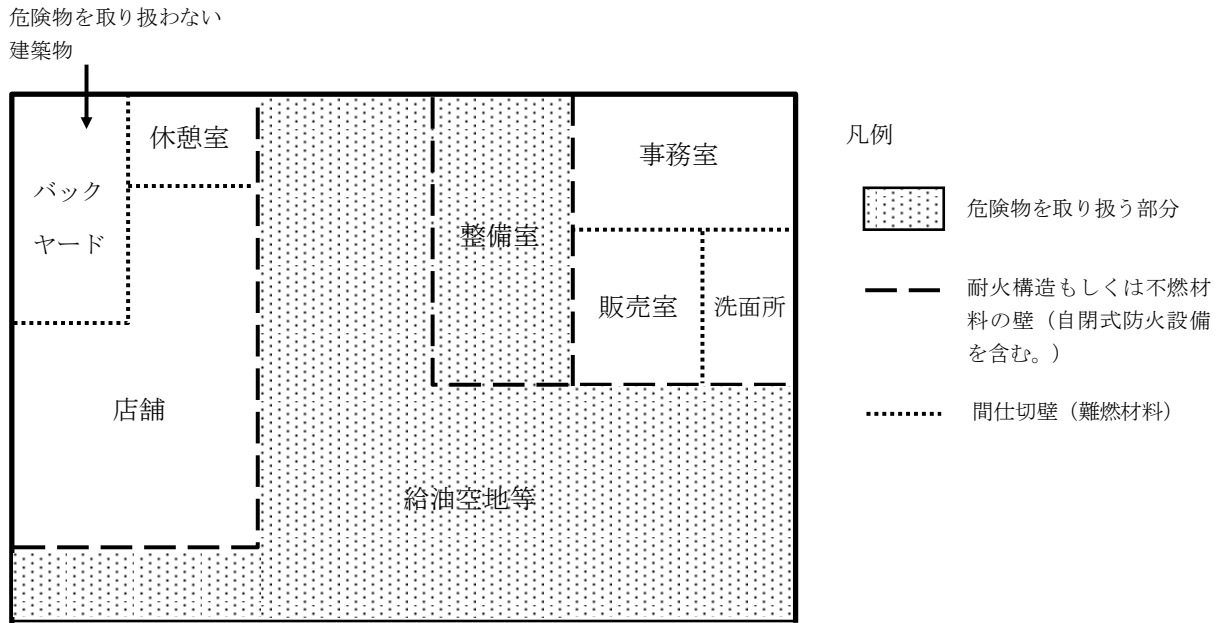 危険物を取り扱わない
建築物
休憩室
バック
ヤード
店舗
整備室
事務室
販売室
洗面所
給油空地等
凡例
危険物を取り扱う部分
耐火構造もしくは不燃材
料の壁（自閉式防火設備
を含む。）
間仕切壁（難燃材料）